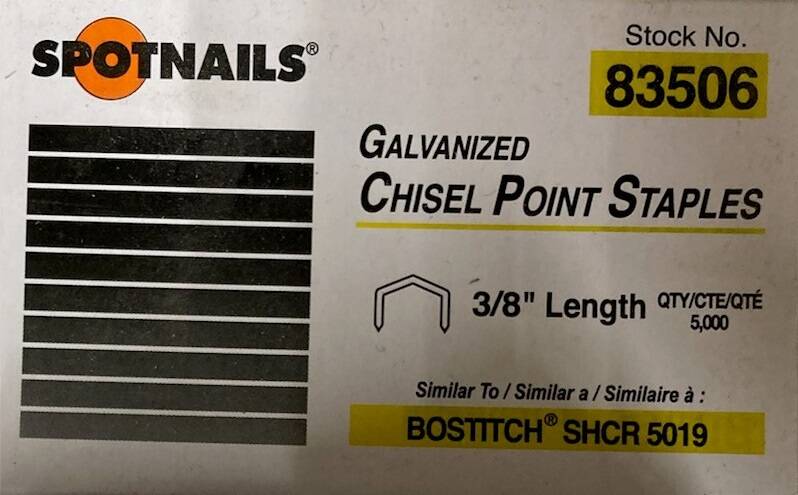 SPOTNAILS®
Stock No.
83506
GALVANIZED
CHISEL POINT STAPLES
3/8" Length QTY/CTE/QTÉ
5,000
Similar To / Similar a / Similaire à :
BOSTITCH® SHCR 5019